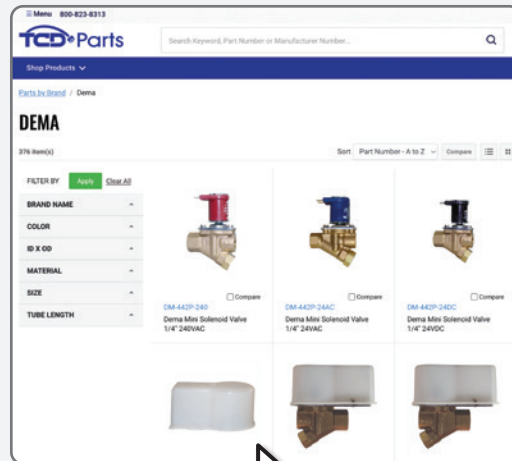 Menu 800-823-8313
TCD Parts
Search Keyword, Part Number or Manufacturer Number...
Shop Products
Parts by Brand / Dema
DEMA
376 item(s)
Sort Part Number - A to Z Compare
FILTER BY Apply Clear All
BRAND NAME
COLOR
ID X OD
MATERIAL
SIZE
TUBE LENGTH
Compare
DM-442P-240
Dema Mini Solenoid Valve
1/4" 240VAC
Compare
DM-442P-24AC
Dema Mini Solenoid Valve
1/4" 24VAC
Compare
DM-442P-24DC
Dema Mini Solenoid Valve
1/4" 24VDC